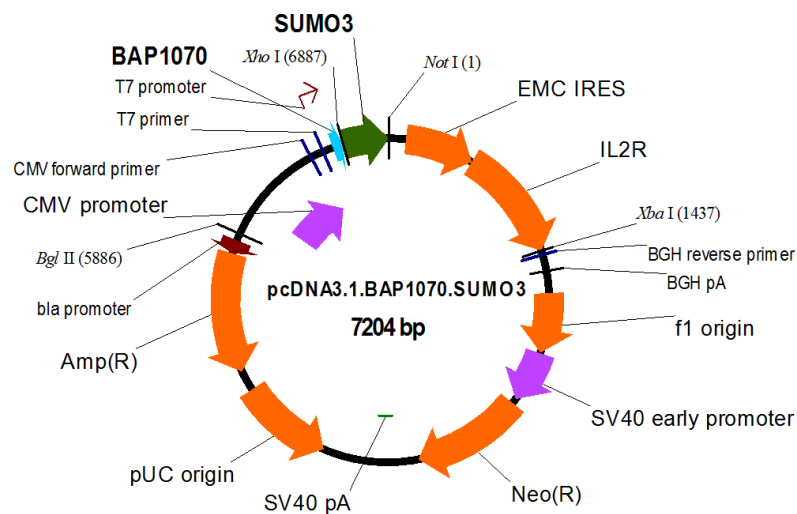 SUMO3
BAP1070
Xho I (6887)
Not I (1)
T7 promoter
T7 primer
EMC IRES
CMV forward primer
IL2R
CMV promoter
Xba I (1437)
Bgl II (5886)
BGH reverse primer
BGH pA
bla promoter
pcDNA3.1.BAP1070.SUMO3
7204 bp
f1 origin
Amp(R)
SV40 early promoter
pUC origin
SV40 pA
Neo(R)